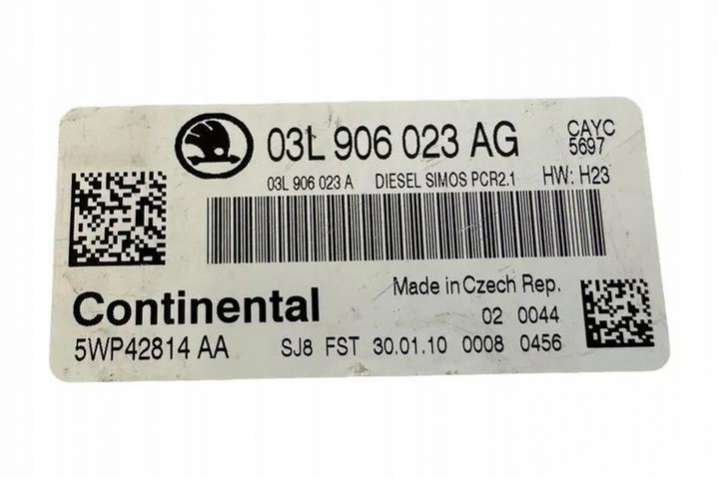 03L 906 023 AG
CAYC
5697
03L 906 023 A DIESEL SIMOS PCR2.1 HW: H23
Continental
Made in Czech Rep.
02 0044
5WP42814 AA SJ8 FST 30.01.10 0008 0456